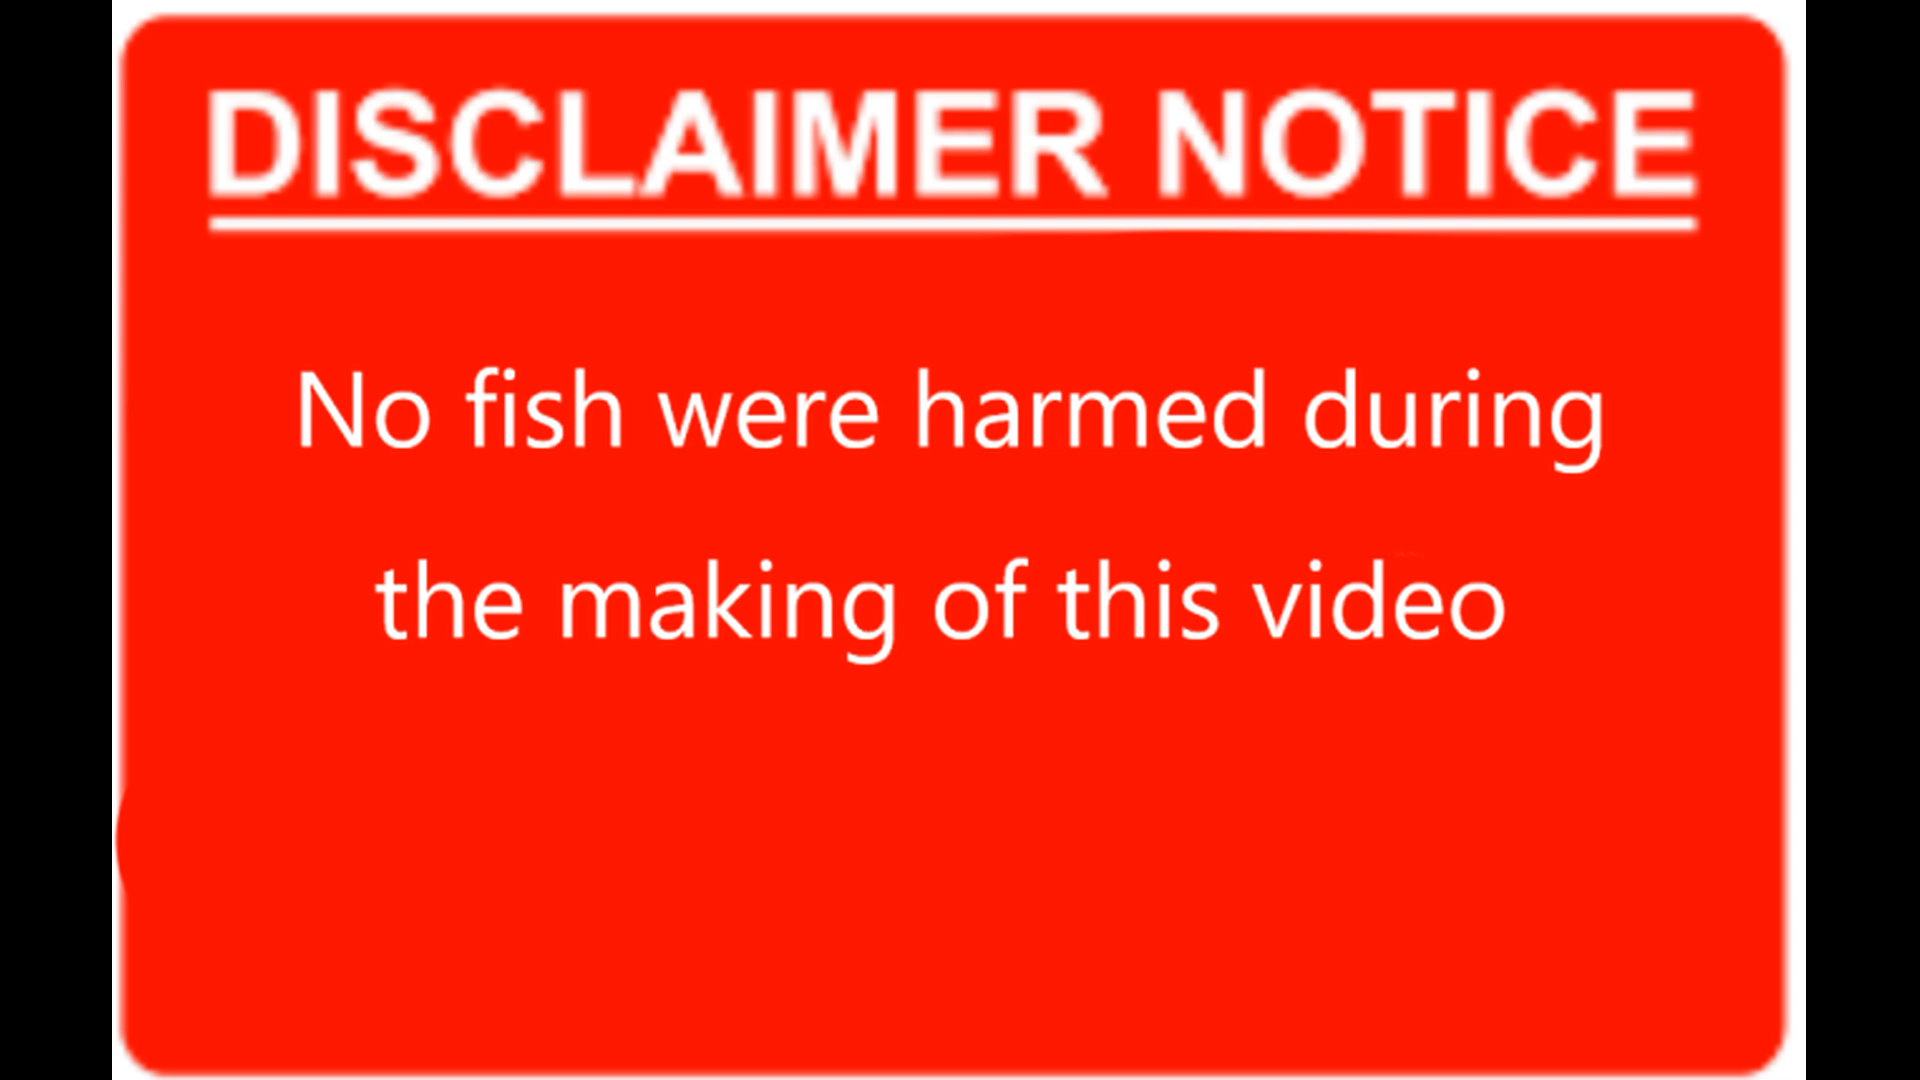 DISCLAIMER NOTICE
No fish were harmed during
the making of this video